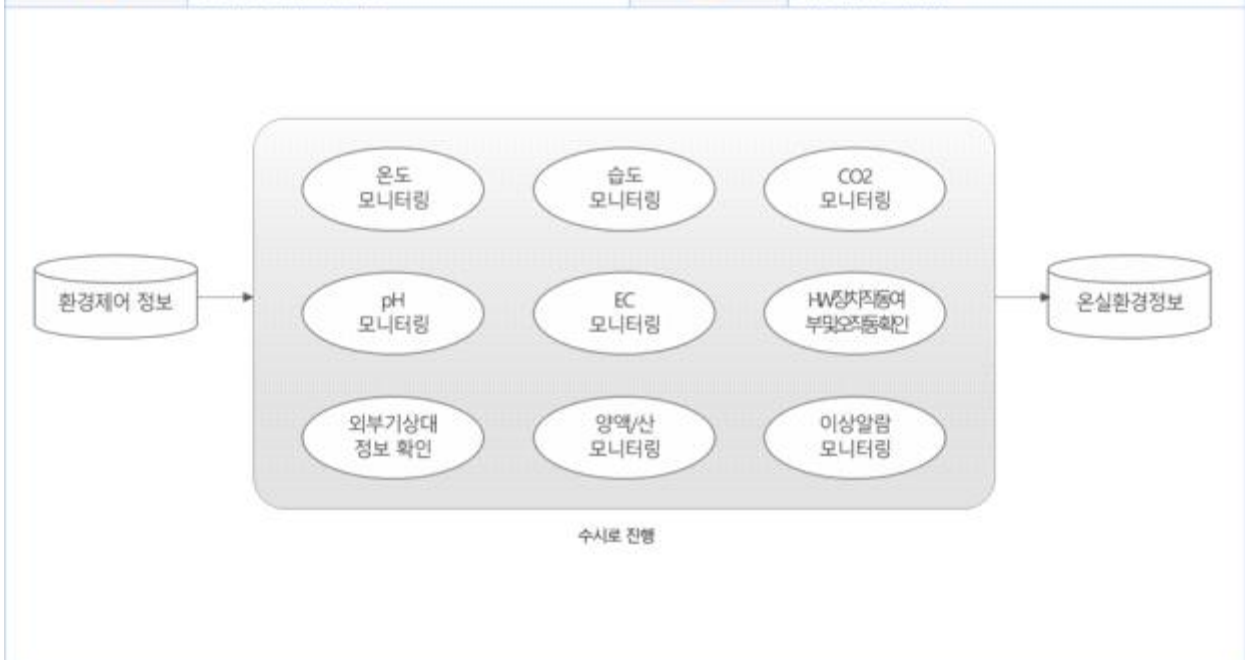 온도
모니터링
습도
모니터링
CO2
모니터링
환경제어 정보
pH
모니터링
EC
모니터링
HW장치작동여
부및오작동확인
온실환경정보
외부기상대
정보 확인
양액/산
모니터링
이상알람
모니터링
수시로 진행